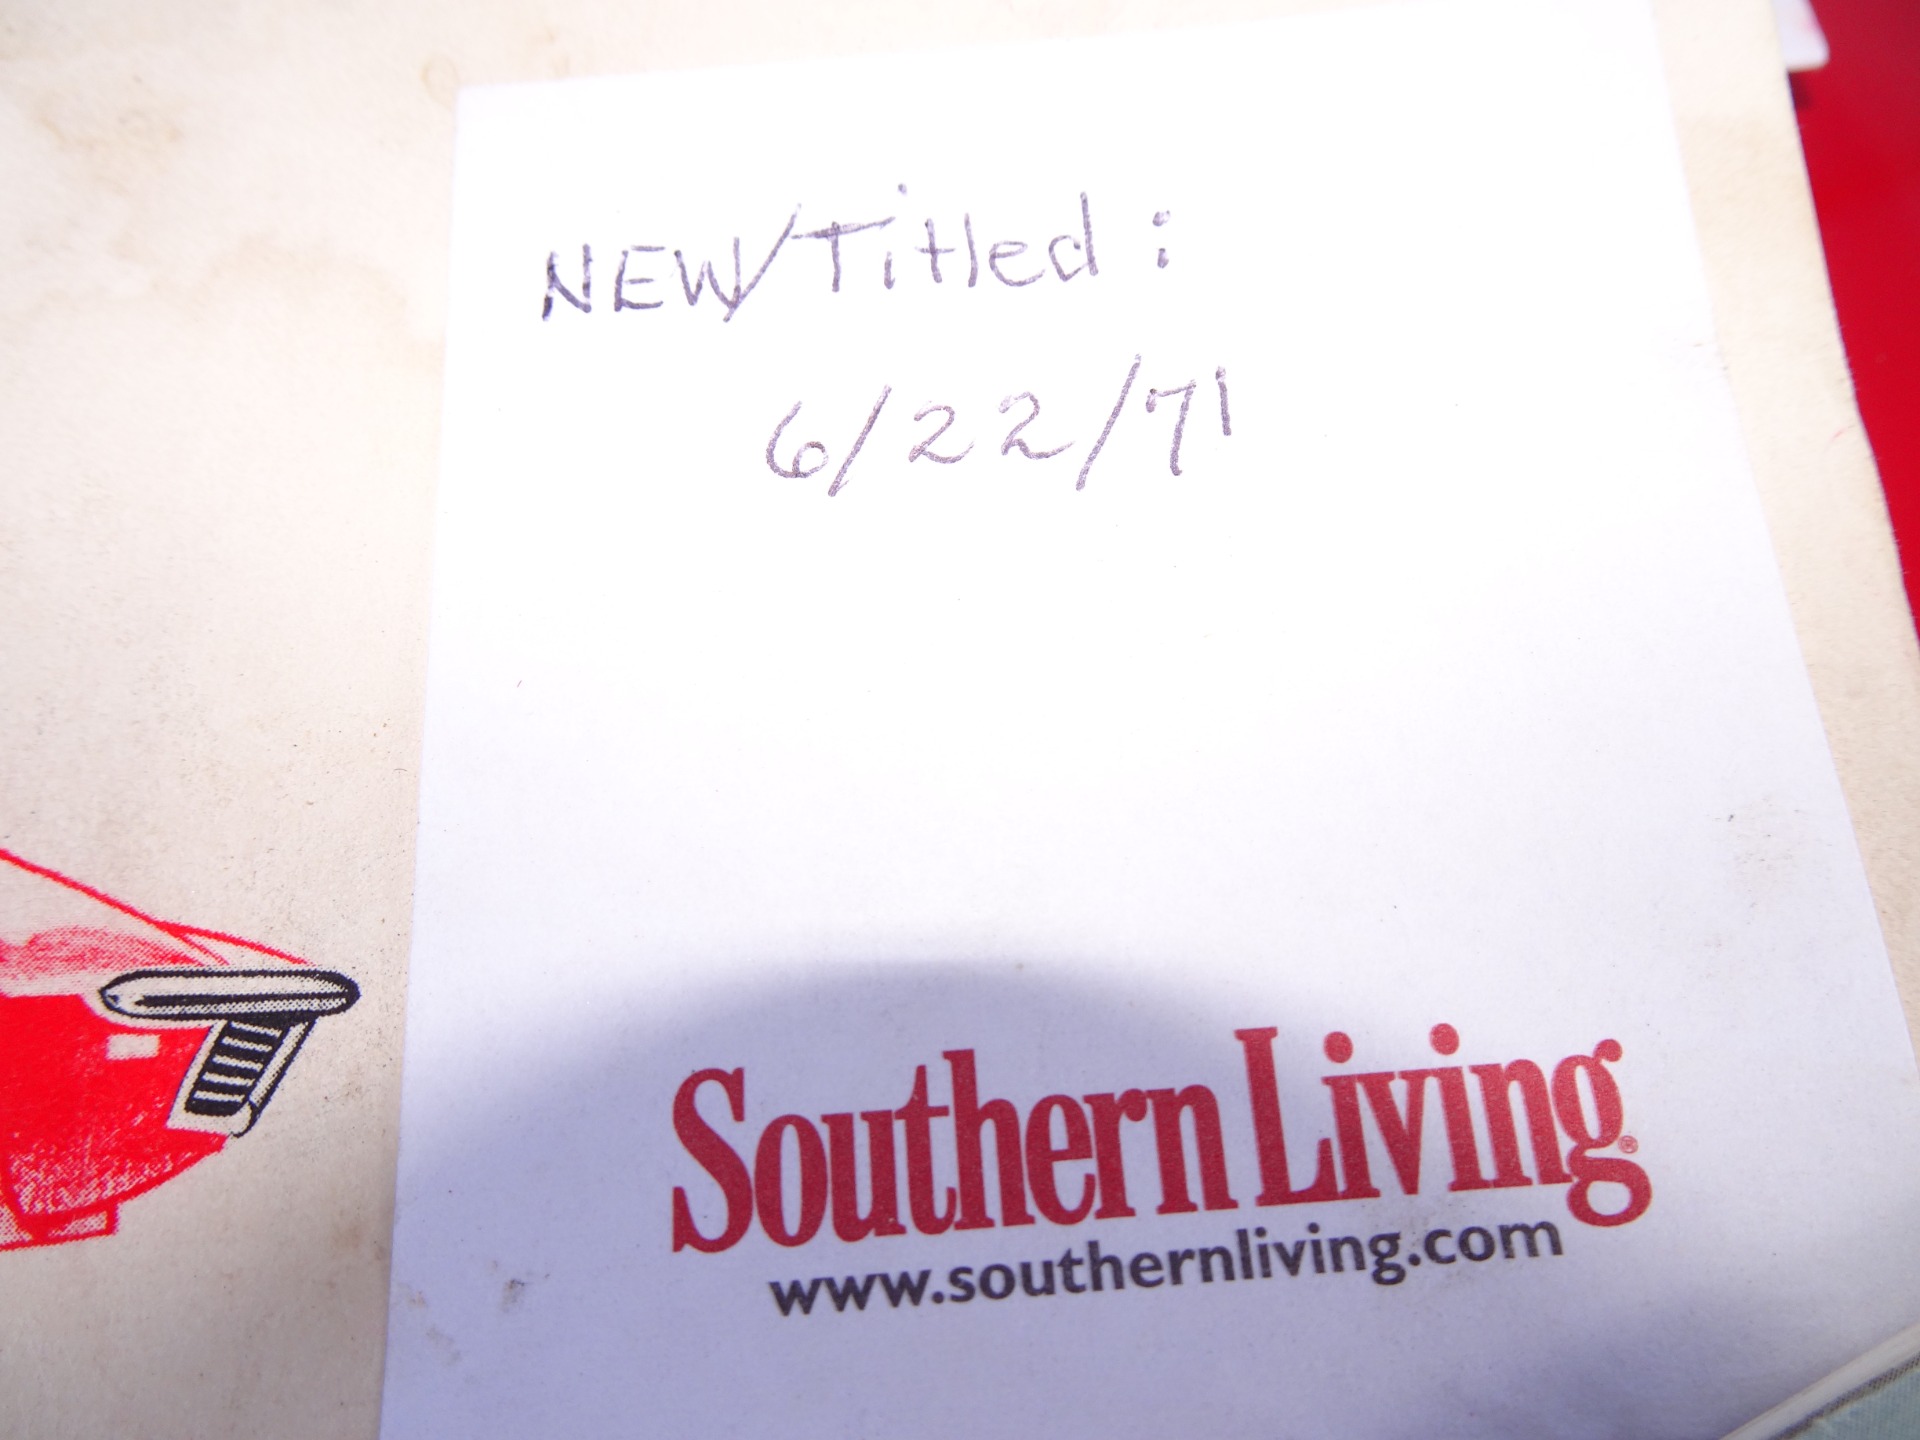 NEW/Titled:
6/22/71
Southern Living®
www.southernliving.com